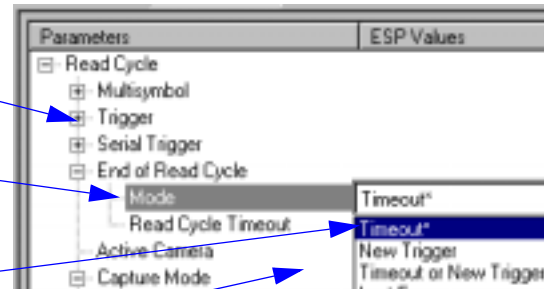 Parameters ESP Values
Read Cycle
Multisymbol
Trigger
Serial Trigger
End of Read Cycle
Mode Timeout*
Read Cycle Timeout Timeout*
Active Camera New Trigger
Capture Mode Timeout or New Trigger